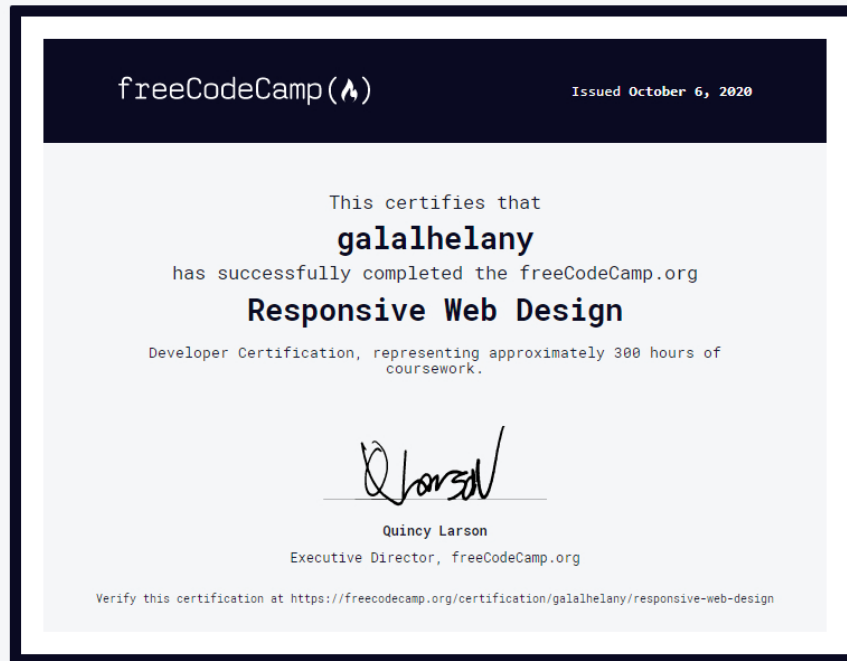 freeCodeCamp(🔥)
Issued October 6, 2020
This certifies that
galalhelany
has successfully completed the freeCodeCamp.org
Responsive Web Design
Developer Certification, representing approximately 300 hours of
coursework.
Q Larson
Quincy Larson
Executive Director, freeCodeCamp.org
Verify this certification at https://freecodecamp.org/certification/galalhelany/responsive-web-design